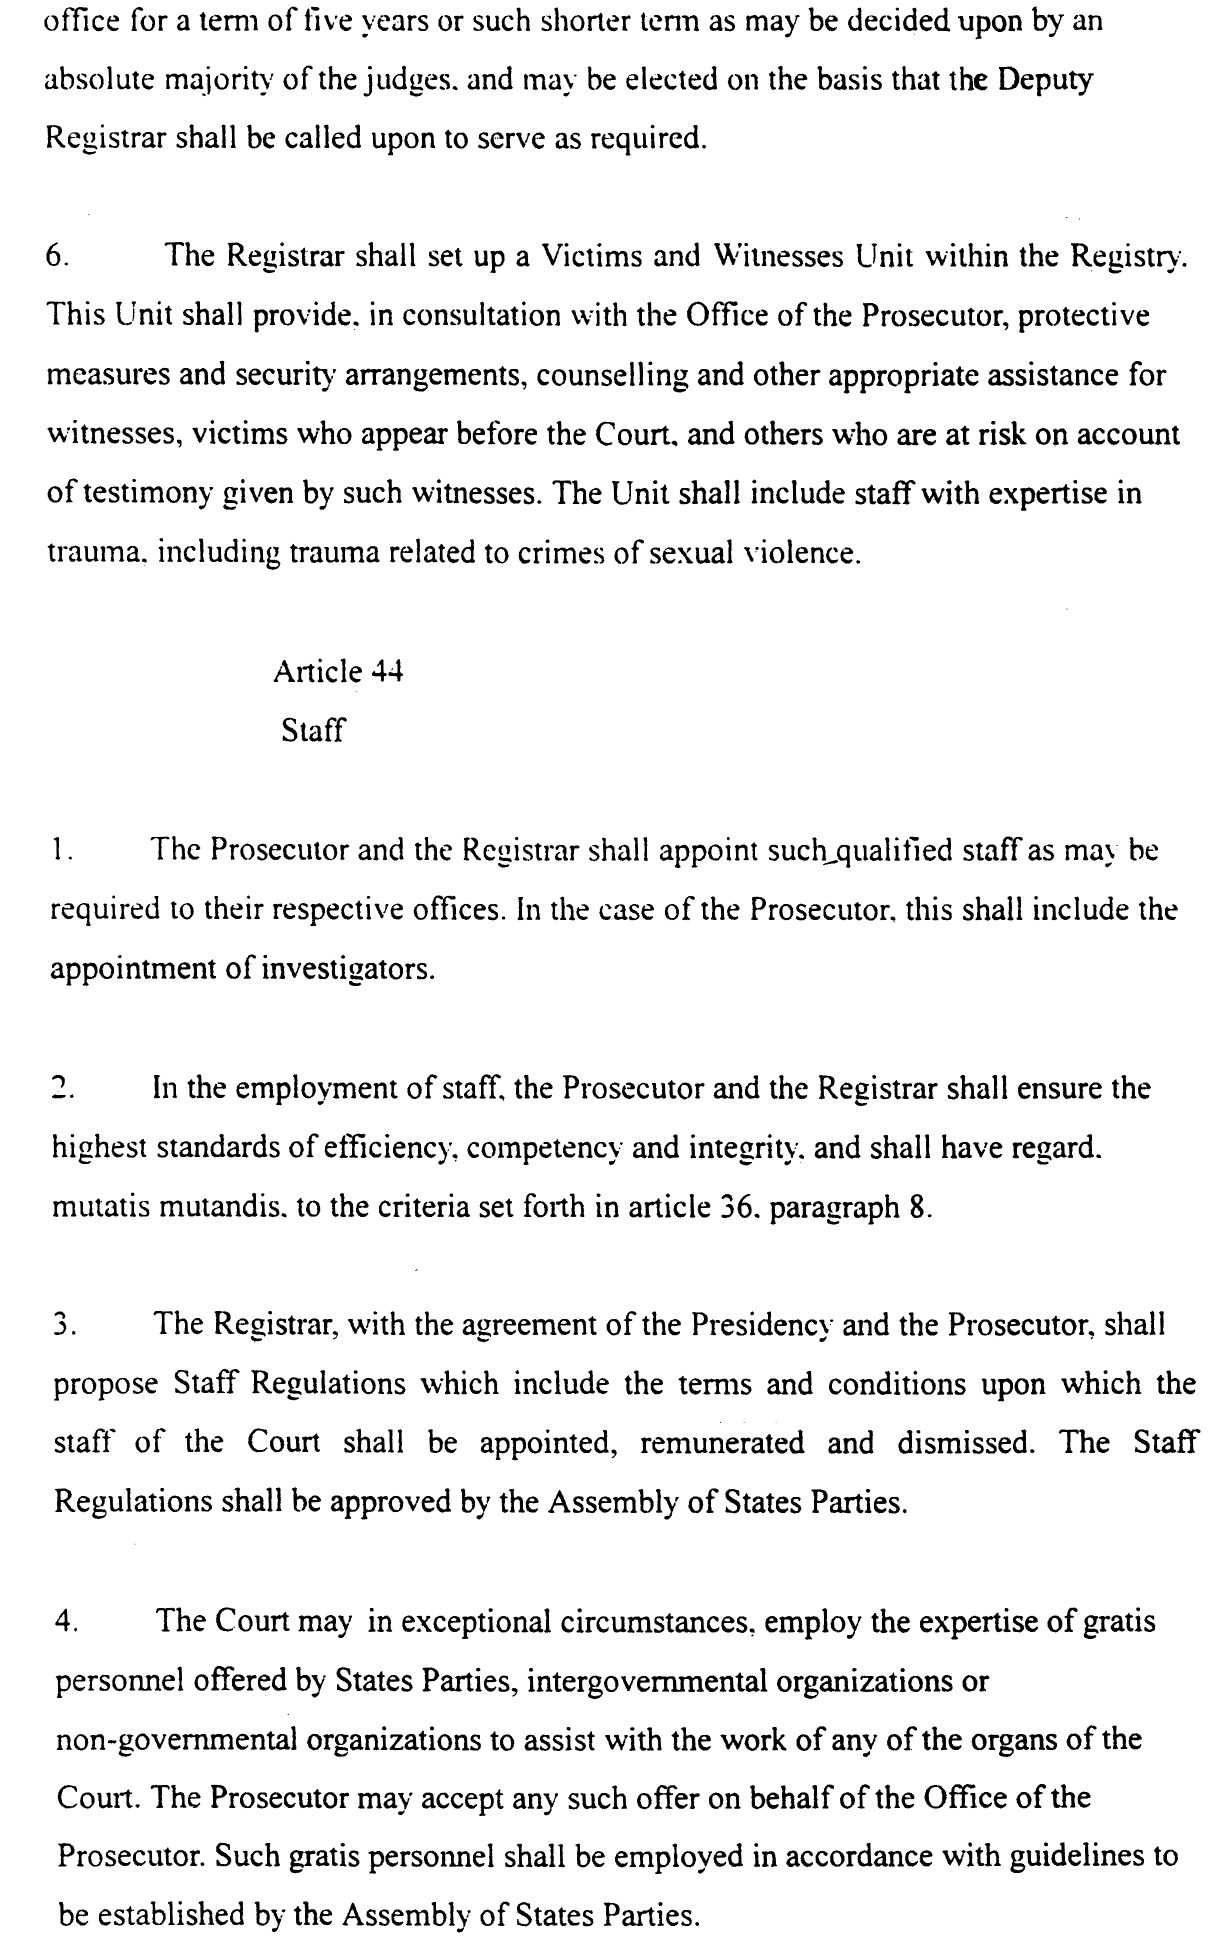 office for a term of five years or such shorter term as may be decided upon by an
absolute majority of the judges. and may be elected on the basis that the Deputy
Registrar shall be called upon to serve as required.
6. The Registrar shall set up a Victims and Witnesses Unit within the Registry.
This Unit shall provide, in consultation with the Office of the Prosecutor, protective
measures and security arrangements, counselling and other appropriate assistance for
witnesses, victims who appear before the Court, and others who are at risk on account
of testimony given by such witnesses. The Unit shall include staff with expertise in
trauma, including trauma related to crimes of sexual violence.
Article 44
Staff
1. The Prosecutor and the Registrar shall appoint such qualified staff as may be
required to their respective offices. In the case of the Prosecutor, this shall include the
appointment of investigators.
2. In the employment of staff, the Prosecutor and the Registrar shall ensure the
highest standards of efficiency, competency and integrity, and shall have regard,
mutatis mutandis, to the criteria set forth in article 36, paragraph 8.
3. The Registrar, with the agreement of the Presidency and the Prosecutor, shall
propose Staff Regulations which include the terms and conditions upon which the
staff of the Court shall be appointed, remunerated and dismissed. The Staff
Regulations shall be approved by the Assembly of States Parties.
4. The Court may in exceptional circumstances, employ the expertise of gratis
personnel offered by States Parties, intergovernmental organizations or
non-governmental organizations to assist with the work of any of the organs of the
Court. The Prosecutor may accept any such offer on behalf of the Office of the
Prosecutor. Such gratis personnel shall be employed in accordance with guidelines to
be established by the Assembly of States Parties.